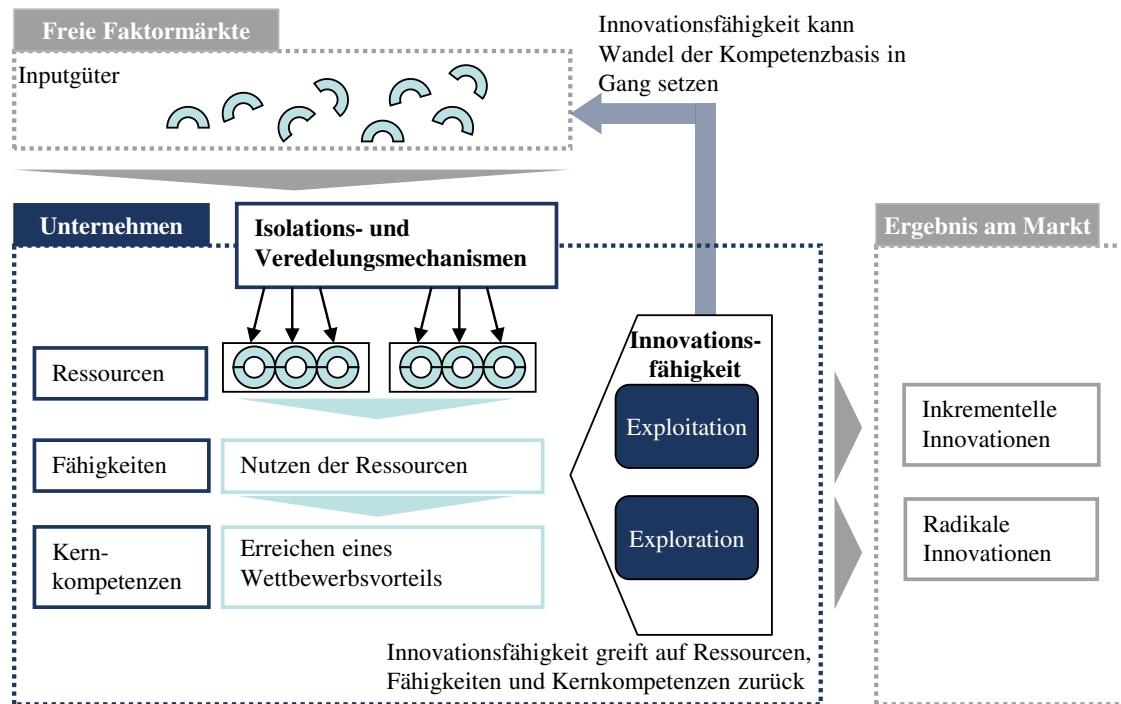 Freie Faktormärkte
Inputgüter
Innovationsfähigkeit kann
Wandel der Kompetenzbasis in
Gang setzen
Unternehmen
Isolations- und
Veredelungsmechanismen
Ergebnis am Markt
Ressourcen
Innovations-
fähigkeit
Exploitation
Inkrementelle
Innovationen
Fähigkeiten
Nutzen der Ressourcen
Exploration
Radikale
Innovationen
Kern-
kompetenzen
Erreichen eines
Wettbewerbsvorteils
Innovationsfähigkeit greift auf Ressourcen,
Fähigkeiten und Kernkompetenzen zurück